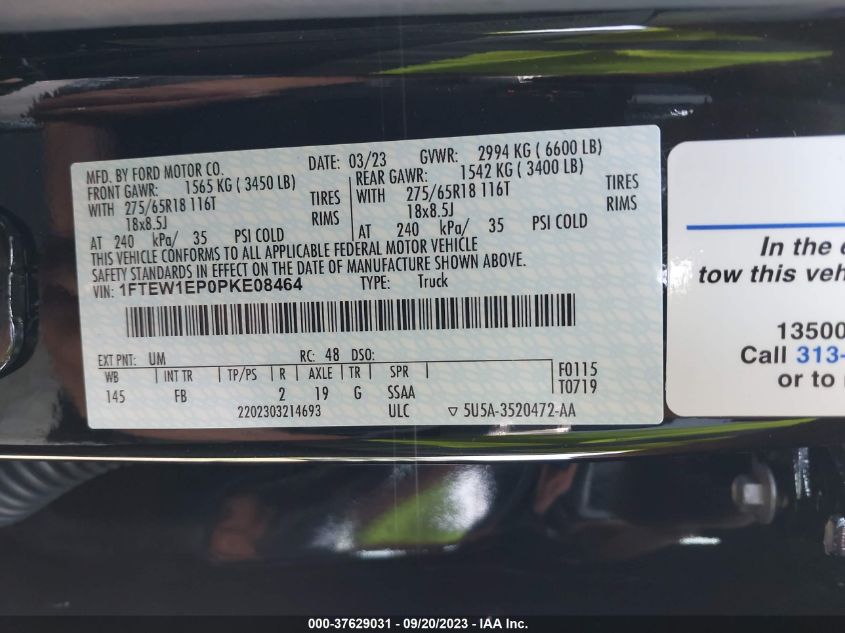 MFD. BY FORD MOTOR CO. DATE: 03/23 GVWR: 2994 KG ( 6600 LB)
FRONT GAWR: 1565 KG ( 3450 LB) REAR GAWR: 1542 KG ( 3400 LB)
WITH 275/65R18 116T TIRES WITH 275/65R18 116T TIRES
18x8.5J RIMS 18x8.5J RIMS
AT 240 kPa/ 35 PSI COLD AT 240 kPa/ 35 PSI COLD
THIS VEHICLE CONFORMS TO ALL APPLICABLE FEDERAL MOTOR VEHICLE
SAFETY STANDARDS IN EFFECT ON THE DATE OF MANUFACTURE SHOWN ABOVE.
VIN: 1FTEW1EP0PKE08464 TYPE: Truck
EXT PNT: UM RC: 48 DSO:
WB INT TR TP/PS R AXLE TR SPR F0115
145 FB 2 19 G SSAA T0719
2202303214693 ULC ▽ 5U5A-3520472-AA
In the e
tow this veh
13500
Call 313-
or to
000-37629031 - 09/20/2023 - IAA Inc.